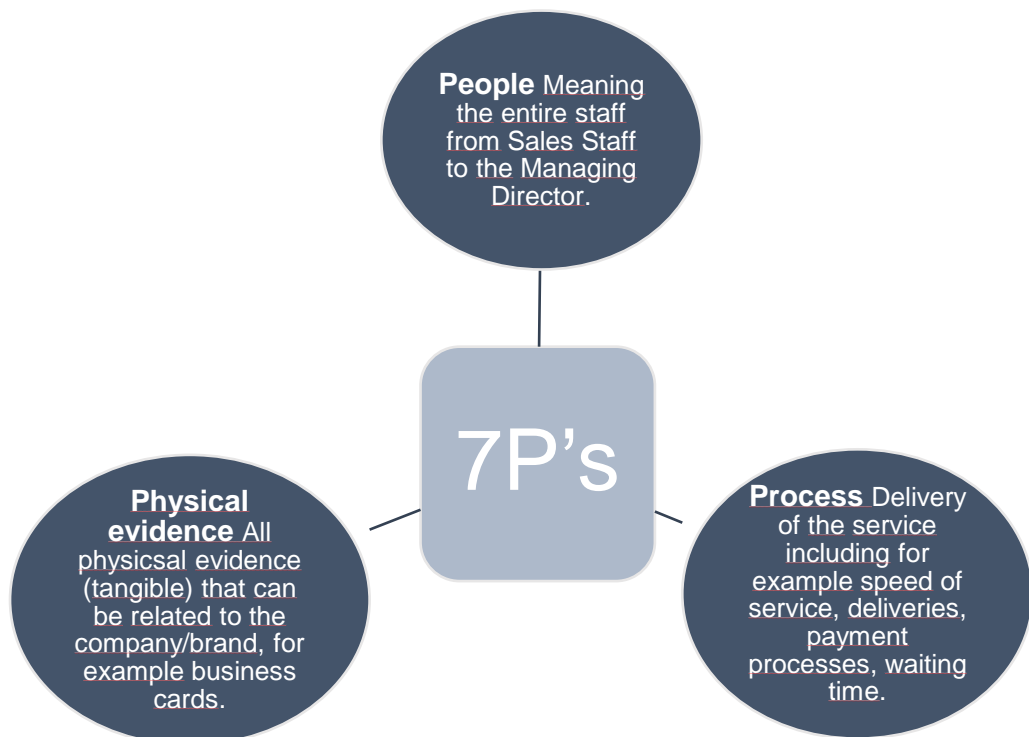 People Meaning
the entire staff
from Sales Staff
to the Managing
Director.
7P’s
Physical
evidence All
physicsal evidence
(tangible) that can
be related to the
company/brand, for
example business
cards.
Process Delivery
of the service
including for
example speed of
service, deliveries,
payment
processes, waiting
time.